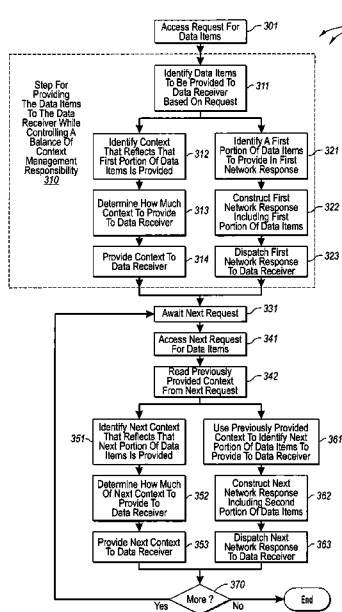 Access Request For
Data Items
301
Identify Data Items
To Be Provided To
Data Receiver
Based On Request
311
Step For
Providing
The Data Items
To The Data
Receiver While
Controlling A
Balance Of
Context
Management
Responsibility
310
Identify Context
That Reflects That
First Portion Of Data
Items Is Provided
312
Identify A First
Portion Of Data Items
To Provide In First
Network Response
321
Determine How Much
Context To Provide
To Data Receiver
313
Construct First
Network Response
Including First
Portion Of Data Items
322
Provide Context To
Data Receiver
314
Dispatch First
Network Response
To Data Receiver
323
Await Next Request
331
Access Next Request
For Data Items
341
Read Previously
Provided Context
From Next Request
342
351
Identify Next Context
That Reflects That
Next Portion Of Data
Items Is Provided
Use Previously Provided
Context To Identify Next
Portion Of Data Items To
Provide To Data Receiver
361
Determine How Much
Of Next Context To
Provide To
Data Receiver
352
Construct Next
Network Response
Including Second
Portion Of Data Items
362
Provide Next Context
To Data Receiver
353
Dispatch Next
Network Response
To Data Receiver
363
370
More ?
Yes
No
End